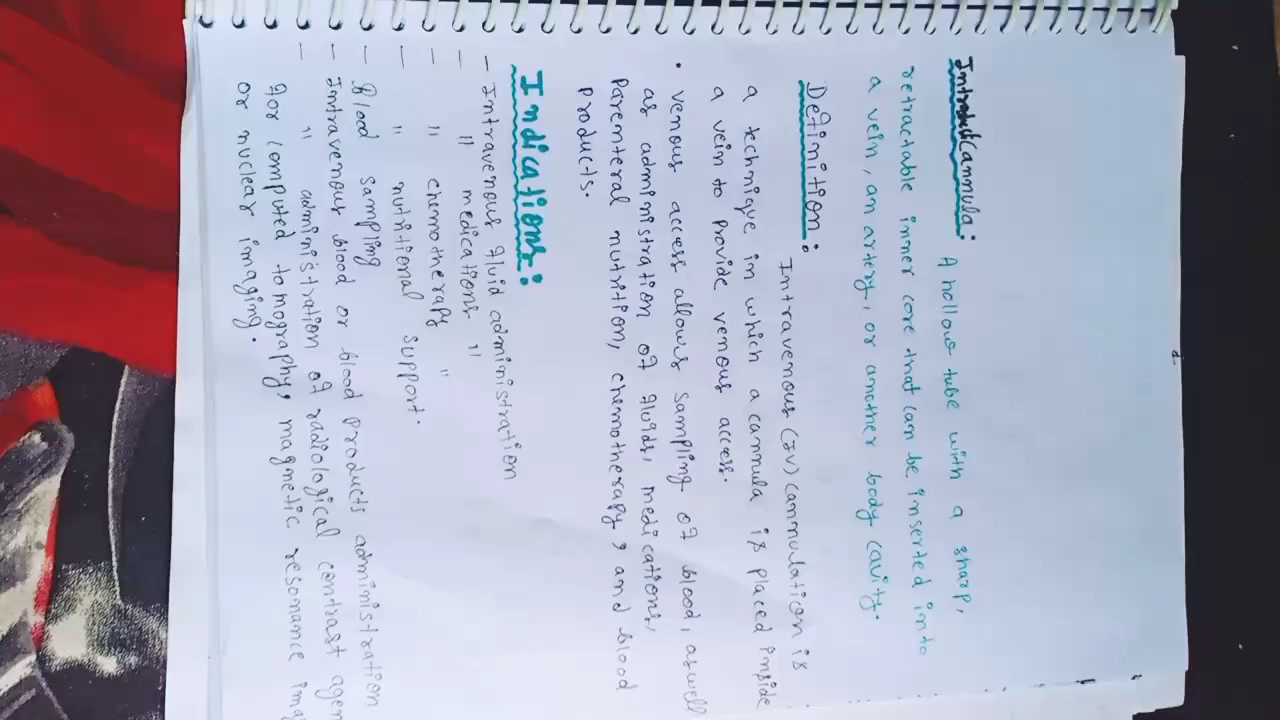 Cannula: A hollow tube with a sharp,
retractable inner core that can be inserted into
a vein, an artery, or another body cavity.
Definition: Intravenous (IV) cannulation is
a technique in which a cannula is placed inside
a vein to provide venous access.
• venous access allows sampling of blood, as well
as administration of fluids, medications,
Parenteral nutrition, chemotherapy, and blood
Products.
Indications:
- Intravenous fluid administration
- " medications "
- " chemotherapy "
- " nutritional support.
- Blood sampling
- Intravenous blood or blood products administration
- " administration of radiological contrast agen
for computed tomography, magnetic resonance ima
or nuclear imaging.